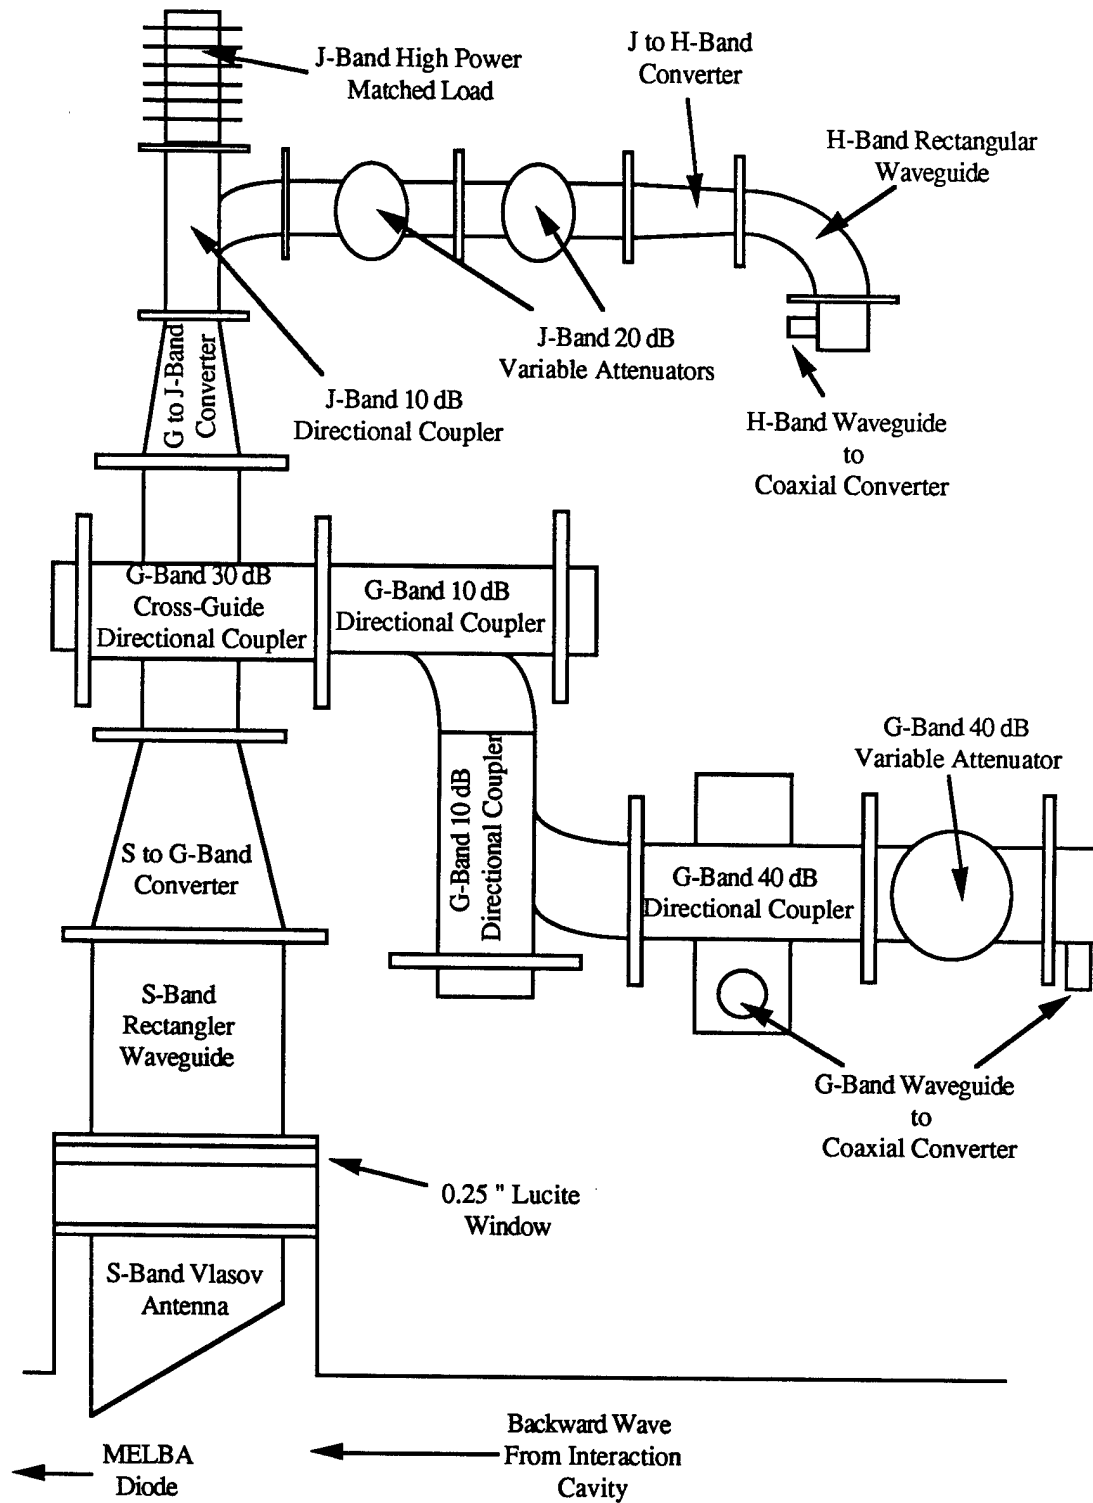 J-Band High Power
Matched Load
J to H-Band
Converter
H-Band Rectangular
Waveguide
J-Band 20 dB
Variable Attenuators
G to J-Band
Converter
J-Band 10 dB
Directional Coupler
H-Band Waveguide
to
Coaxial Converter
G-Band 30 dB
Cross-Guide
Directional Coupler
G-Band 10 dB
Directional Coupler
G-Band 10 dB
Directional Coupler
G-Band 40 dB
Variable Attenuator
S to G-Band
Converter
G-Band 40 dB
Directional Coupler
S-Band
Rectangler
Waveguide
G-Band Waveguide
to
Coaxial Converter
0.25 " Lucite
Window
S-Band Vlasov
Antenna
Backward Wave
From Interaction
Cavity
MELBA
Diode